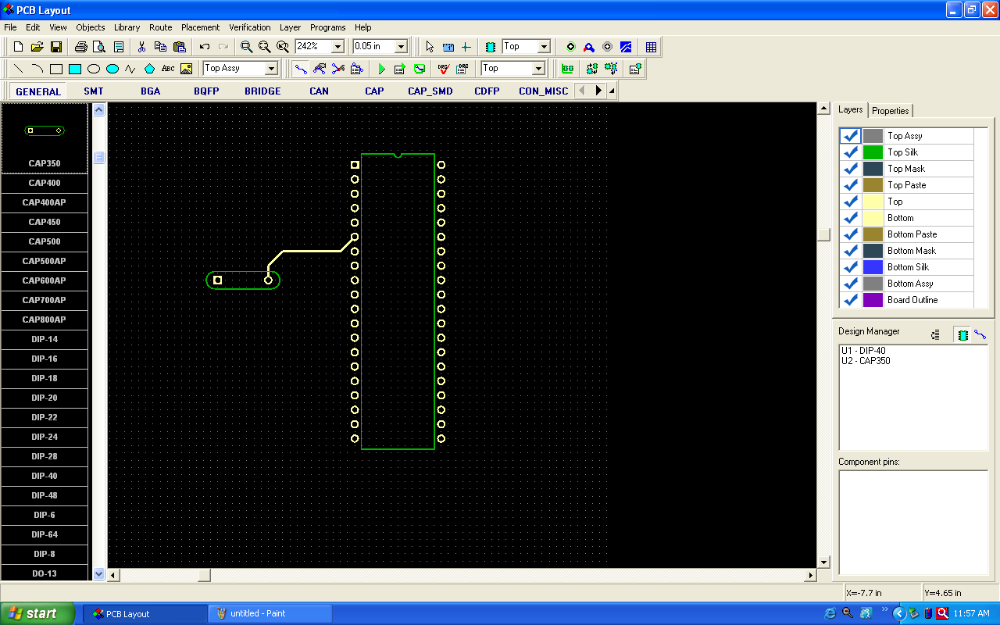 PCB Layout
File Edit View Objects Library Route Placement Verification Layer Programs Help
242% 0.05 in Top
ABC Top Assy DRC DRC Top
GENERAL SMT BGA BQFP BRIDGE CAN CAP CAP_SMD CDFP CON_MISC
CAP350
CAP400
CAP400AP
CAP450
CAP500
CAP500AP
CAP600AP
CAP700AP
CAP800AP
DIP-14
DIP-16
DIP-18
DIP-20
DIP-22
DIP-24
DIP-28
DIP-40
DIP-48
DIP-6
DIP-64
DIP-8
DO-13
Layers Properties
Top Assy
Top Silk
Top Mask
Top Paste
Top
Bottom
Bottom Paste
Bottom Mask
Bottom Silk
Bottom Assy
Board Outline
Design Manager
U1 - DIP-40
U2 - CAP350
Component pins:
X=-7.7 in Y=4.65 in
start PCB Layout untitled - Paint 11:57 AM